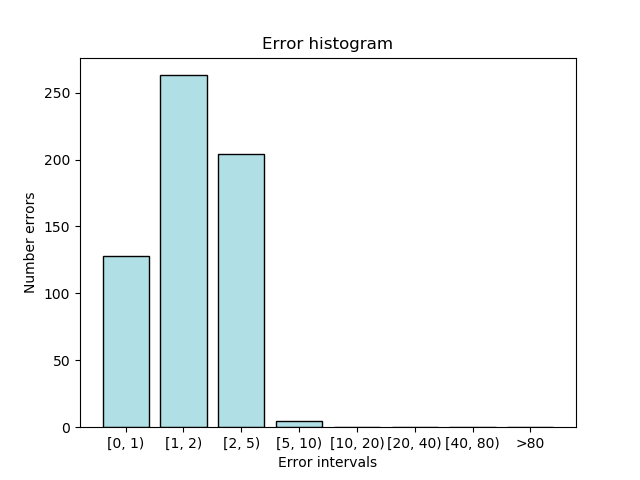 Error histogram
Number errors
250
200
150
100
50
0
[0, 1) [1, 2) [2, 5) [5, 10) [10, 20) [20, 40) [40, 80) >80
Error intervals